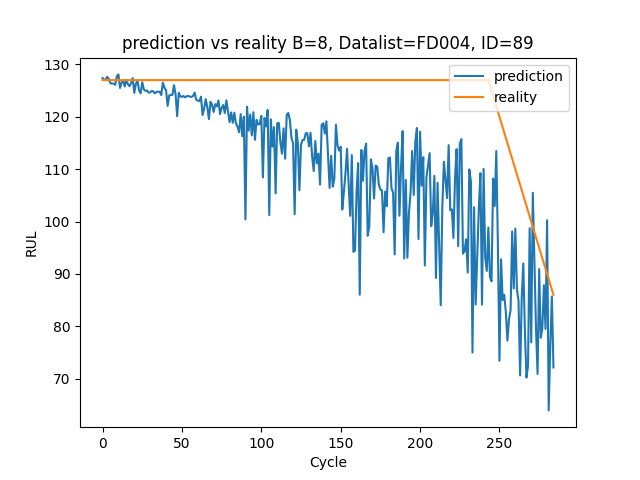 prediction vs reality B=8, Datalist=FD004, ID=89
prediction
reality
RUL
130
120
110
100
90
80
70
0 50 100 150 200 250
Cycle